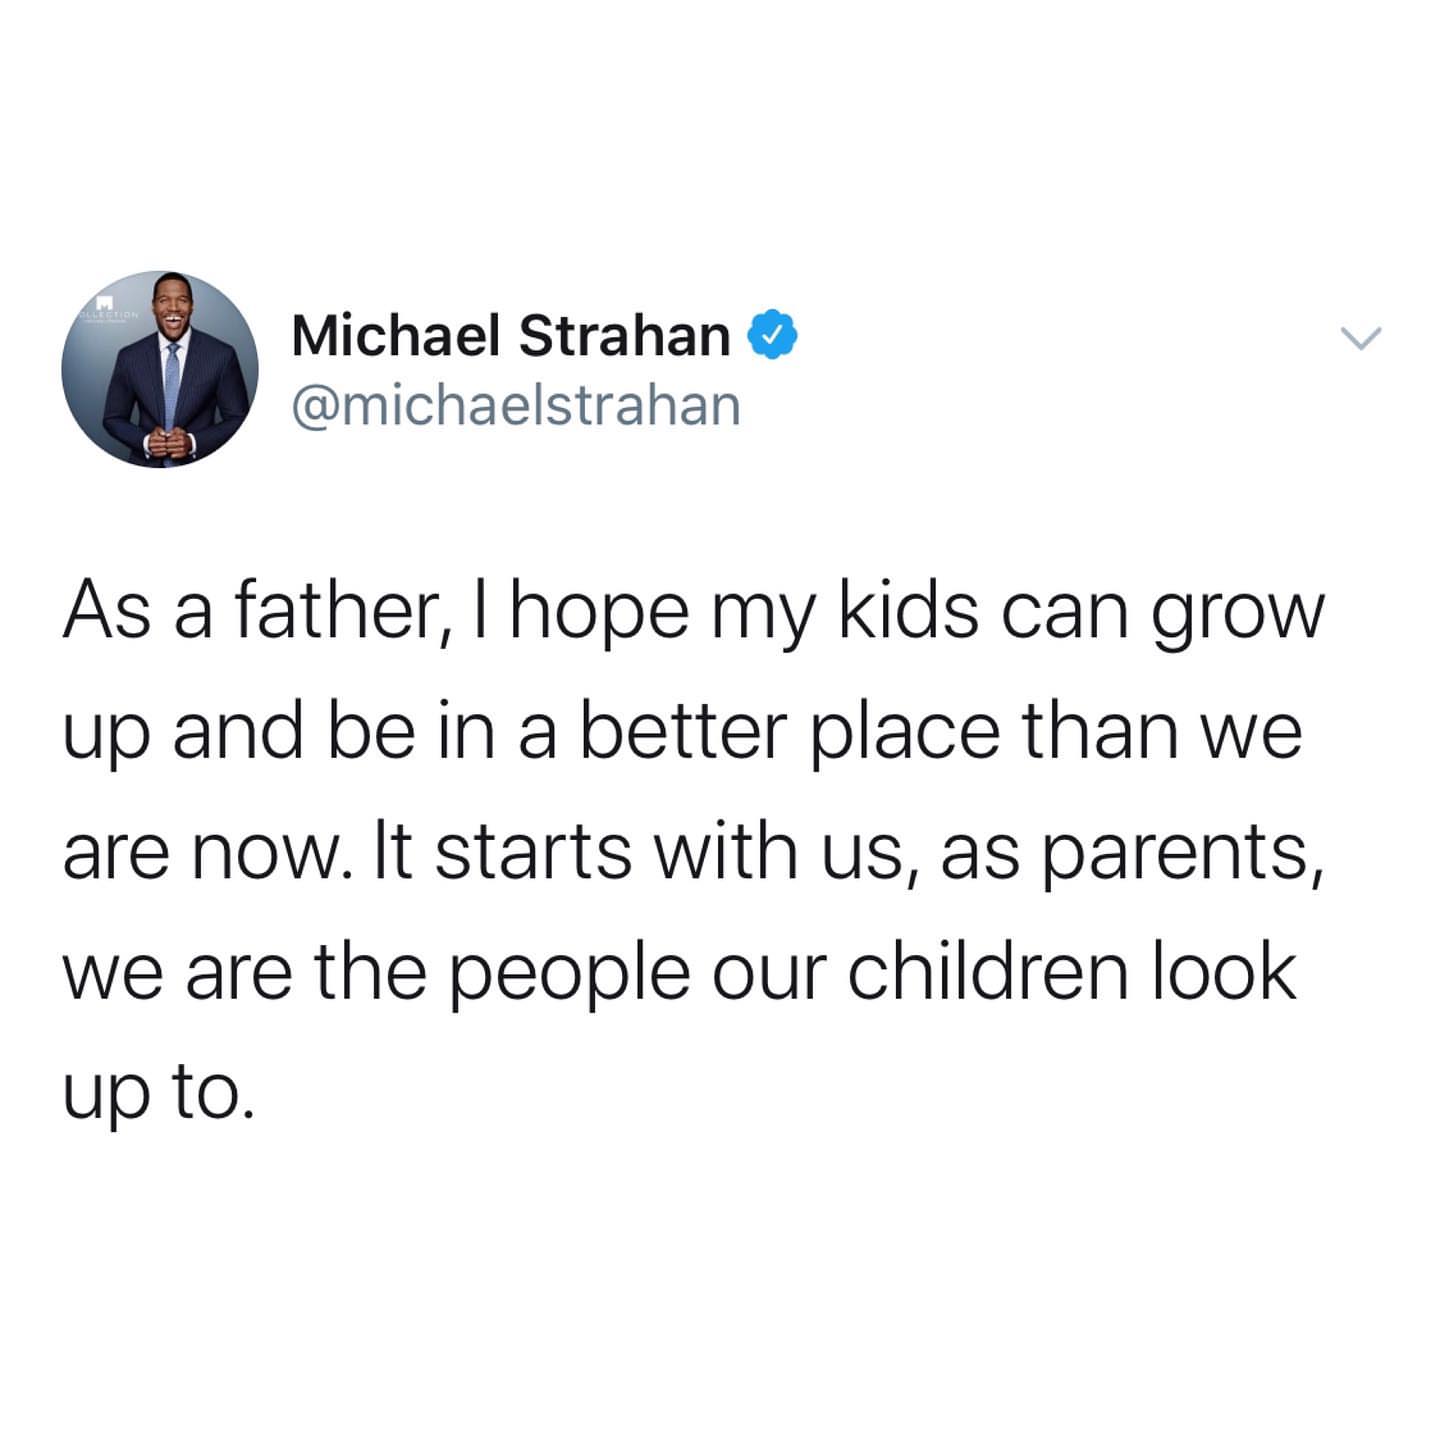 Michael Strahan
@michaelstrahan
As a father, I hope my kids can grow
up and be in a better place than we
are now. It starts with us, as parents,
we are the people our children look
up to.